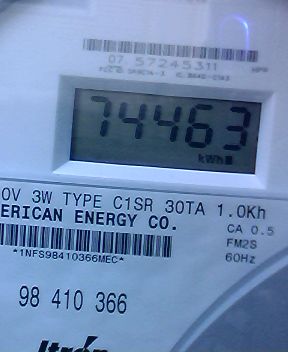 07 57245311
74463
kWh
0V 3W TYPE C1SR 30TA 1.0Kh
ERICAN ENERGY CO.
CA 0.5
FM2S
*1NFS98410366MEC*
60Hz
98 410 366
Itrón